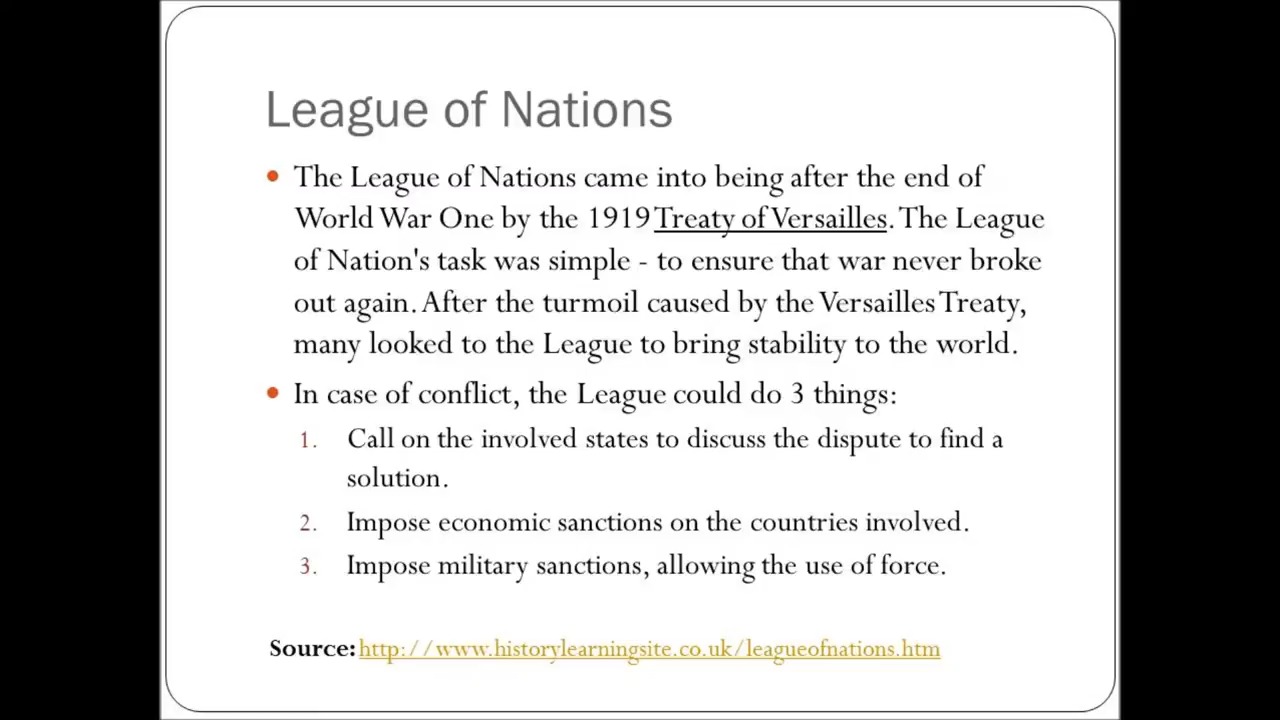 League of Nations
• The League of Nations came into being after the end of
World War One by the 1919 Treaty of Versailles. The League
of Nation's task was simple - to ensure that war never broke
out again. After the turmoil caused by the Versailles Treaty,
many looked to the League to bring stability to the world.
• In case of conflict, the League could do 3 things:
1. Call on the involved states to discuss the dispute to find a
solution.
2. Impose economic sanctions on the countries involved.
3. Impose military sanctions, allowing the use of force.
Source: http://www.historylearningsite.co.uk/leagueofnations.htm